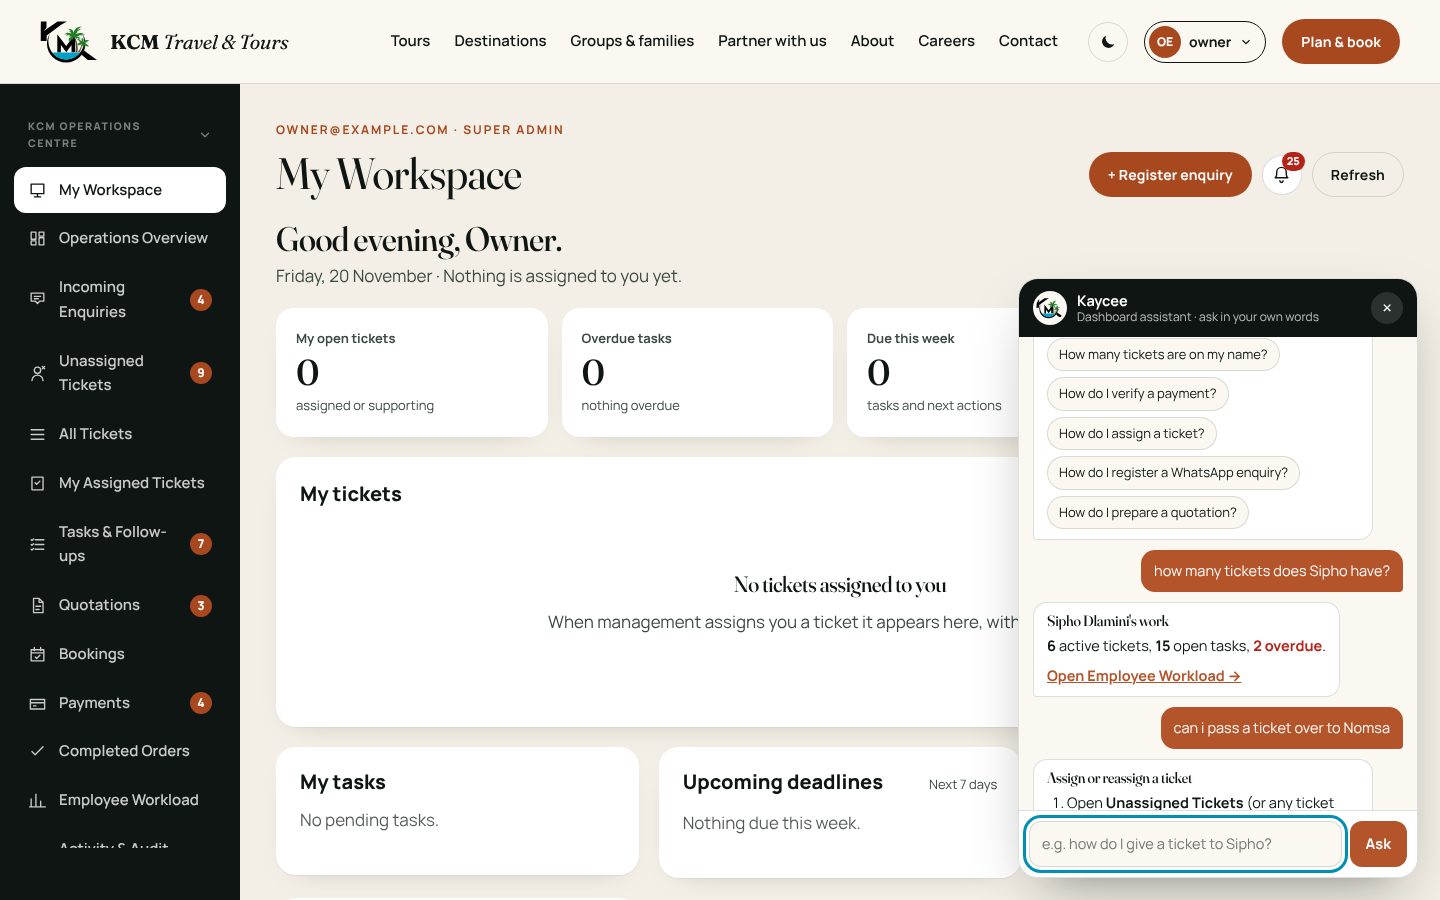 KCM Travel & Tours
Tours
Destinations
Groups & families
Partner with us
About
Careers
Contact
OE
owner
Plan & book
KCM OPERATIONS
CENTRE
My Workspace
Operations Overview
Incoming
Enquiries
4
Unassigned
Tickets
9
All Tickets
My Assigned Tickets
Tasks & Follow-
ups
7
Quotations
3
Bookings
Payments
4
Completed Orders
Employee Workload
Activity & Audit
OWNER@EXAMPLE.COM · SUPER ADMIN
My Workspace
+ Register enquiry
25
Refresh
Good evening, Owner.
Friday, 20 November · Nothing is assigned to you yet.
My open tickets
0
assigned or supporting
Overdue tasks
0
nothing overdue
Due this week
0
tasks and next actions
My tickets
No tickets assigned to you
When management assigns you a ticket it appears here, with
My tasks
No pending tasks.
Upcoming deadlines
Next 7 days
Nothing due this week.
Kaycee
Dashboard assistant · ask in your own words
×
How many tickets are on my name?
How do I verify a payment?
How do I assign a ticket?
How do I register a WhatsApp enquiry?
How do I prepare a quotation?
how many tickets does Sipho have?
Sipho Dlamini's work
6 active tickets, 15 open tasks, 2 overdue.
Open Employee Workload →
can i pass a ticket over to Nomsa
Assign or reassign a ticket
1. Open Unassigned Tickets (or any ticket
e.g. how do I give a ticket to Sipho?
Ask